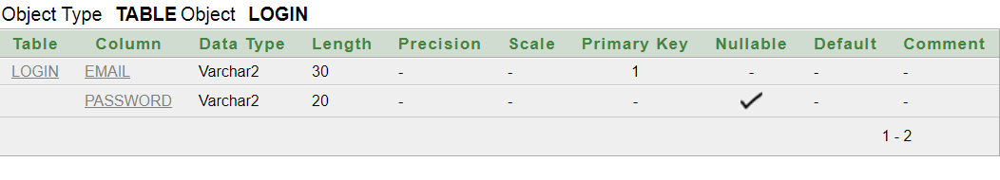 Object Type TABLE Object LOGIN
Table Column Data Type Length Precision Scale Primary Key Nullable Default Comment
LOGIN EMAIL Varchar2 30 - - 1 - - -
PASSWORD Varchar2 20 - - - ✓ - -
1 - 2